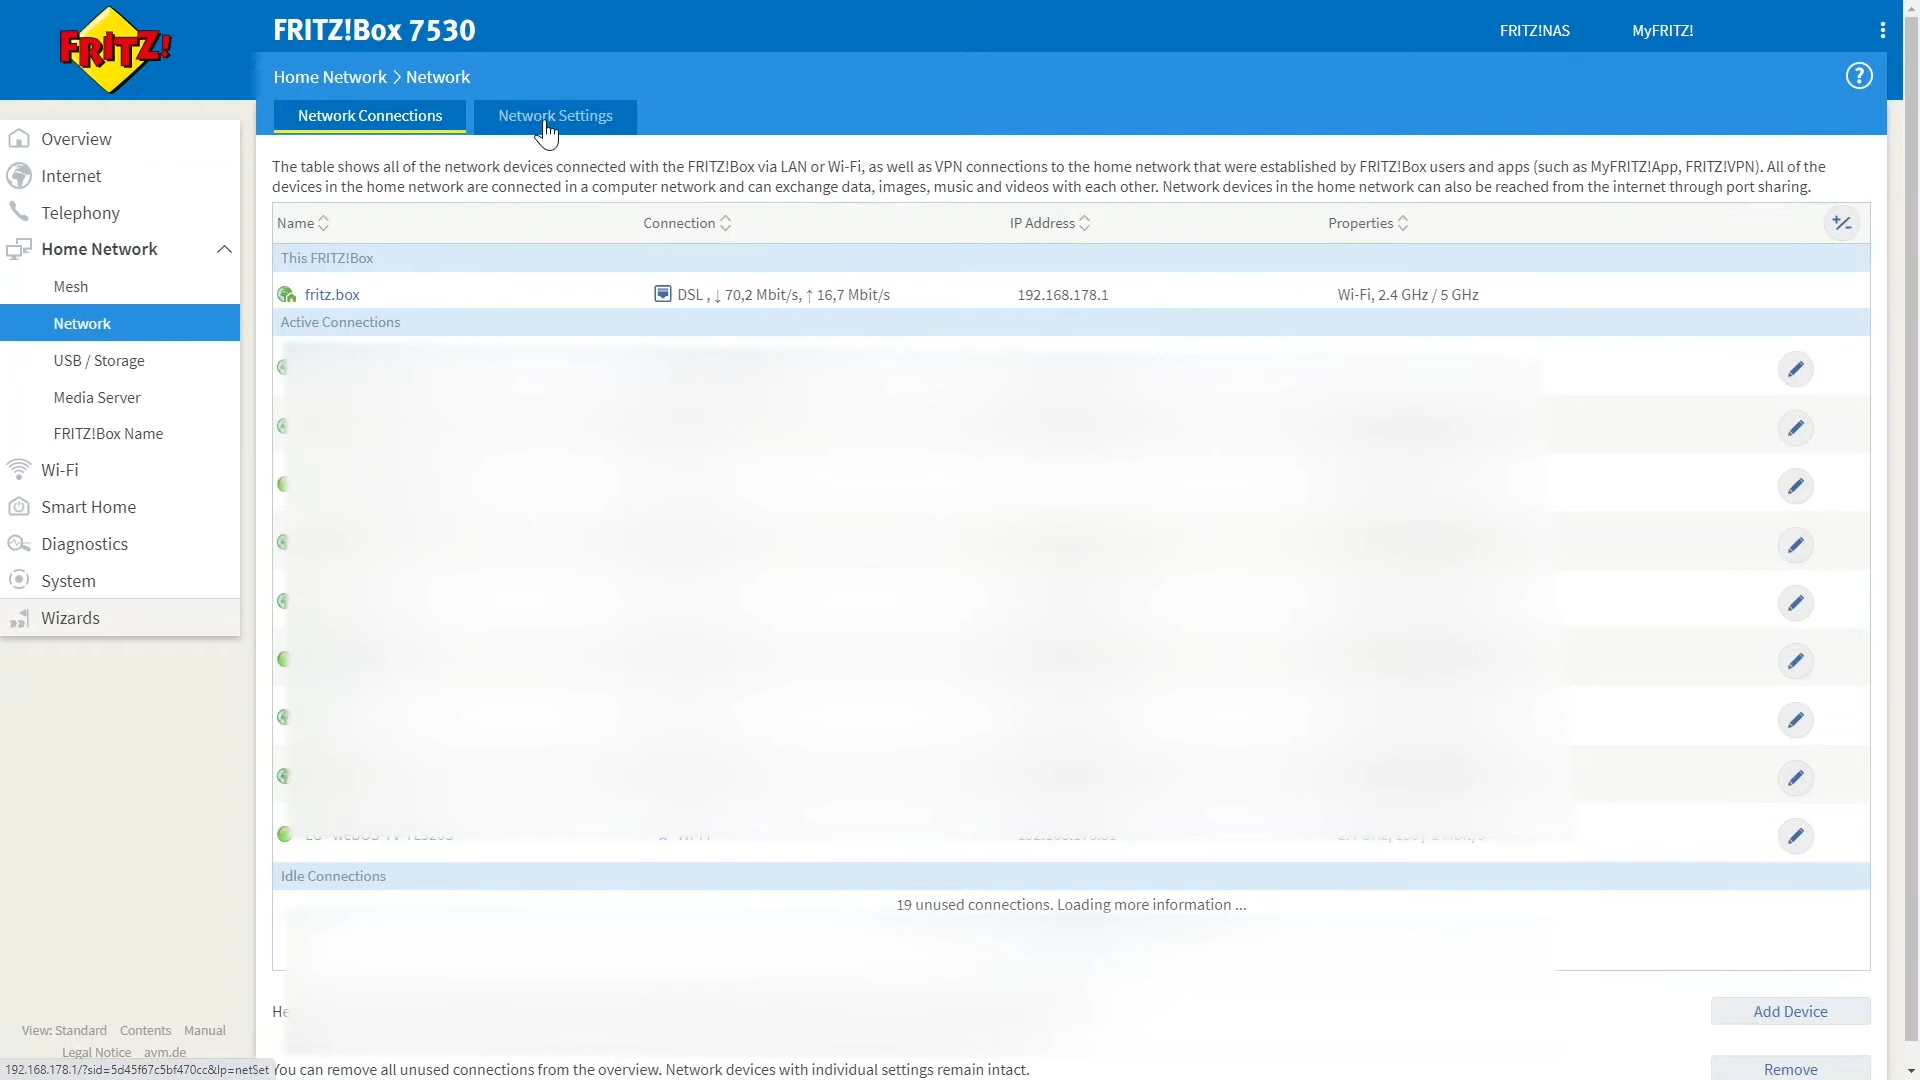 FRITZ!
FRITZ!Box 7530
FRITZ!NAS
MyFRITZ!
Home Network > Network
?
Network Connections
Network Settings
Overview
Internet
Telephony
Home Network
Mesh
Network
USB / Storage
Media Server
FRITZ!Box Name
Wi-Fi
Smart Home
Diagnostics
System
Wizards
The table shows all of the network devices connected with the FRITZ!Box via LAN or Wi-Fi, as well as VPN connections to the home network that were established by FRITZ!Box users and apps (such as MyFRITZ!App, FRITZ!VPN). All of the
devices in the home network are connected in a computer network and can exchange data, images, music and videos with each other. Network devices in the home network can also be reached from the internet through port sharing.
Name Connection IP Address Properties
This FRITZ!Box
fritz.box DSL , ↓ 70,2 Mbit/s, ↑ 16,7 Mbit/s 192.168.178.1 Wi-Fi, 2.4 GHz / 5 GHz
Active Connections
Idle Connections
19 unused connections. Loading more information ...
He
Add Device
You can remove all unused connections from the overview. Network devices with individual settings remain intact.
Remove
View: Standard Contents Manual
Legal Notice avm.de
192.168.178.1/?sid=5d45f67c5bf470cc&lp=netSet